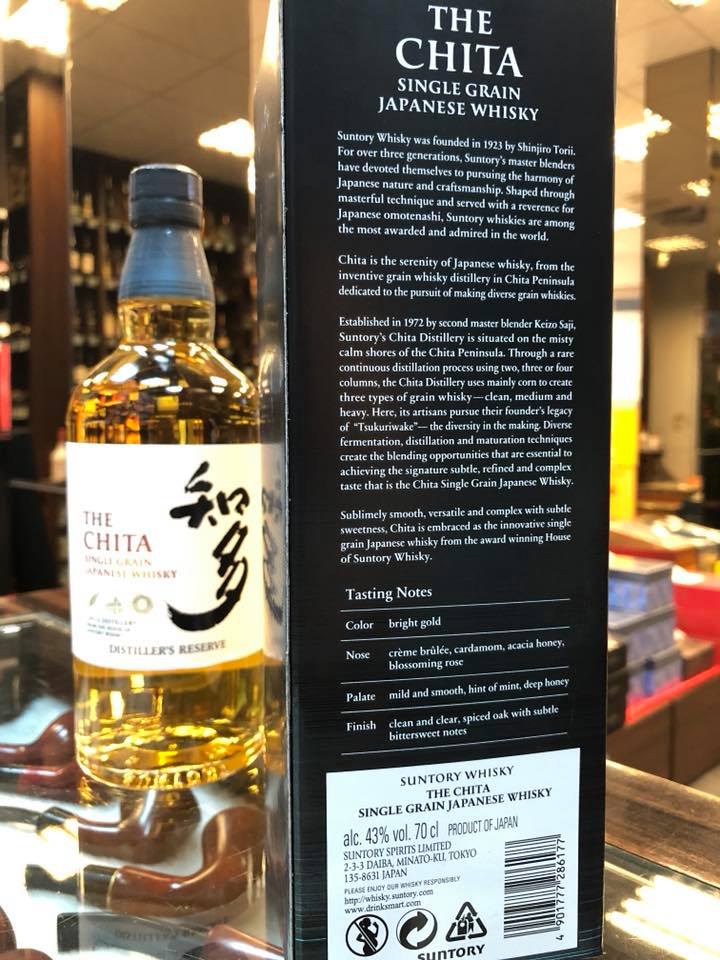 THE
CHITA
SINGLE GRAIN
JAPANESE WHISKY
Suntory Whisky was founded in 1923 by Shinjiro Torii.
For over three generations, Suntory's master blenders
have devoted themselves to pursuing the harmony of
Japanese nature and craftsmanship. Shaped through
masterful technique and served with a reverence for
Japanese omotenashi, Suntory whiskies are among
the most awarded and admired in the world.
Chita is the serenity of Japanese whisky, from the
inventive grain whisky distillery in Chita Peninsula
dedicated to the pursuit of making diverse grain whiskies.
Established in 1972 by second master blender Keizo Saji,
Suntory's Chita Distillery is situated on the misty
calm shores of the Chita Peninsula. Through a rare
continuous distillation process using two, three or four
columns, the Chita Distillery uses mainly corn to create
three types of grain whisky—clean, medium and
heavy. Here, its artisans pursue their founder's legacy
of "Tsukuriwake"— the diversity in the making. Diverse
fermentation, distillation and maturation techniques
create the blending opportunities that are essential to
achieving the signature subtle, refined and complex
taste that is the Chita Single Grain Japanese Whisky.
Sublimely smooth, versatile and complex with subtle
sweetness, Chita is embraced as the innovative single
grain Japanese whisky from the award winning House
of Suntory Whisky.
Tasting Notes
Color bright gold
Nose crème brûlée, cardamom, acacia honey,
blossoming rose
Palate mild and smooth, hint of mint, deep honey
Finish clean and clear, spiced oak with subtle
bittersweet notes
SUNTORY WHISKY
THE CHITA
SINGLE GRAIN JAPANESE WHISKY
alc. 43% vol. 70 cl PRODUCT OF JAPAN
SUNTORY SPIRITS LIMITED
2-3-3 DAIBA, MINATO-KU, TOKYO
135-8631 JAPAN
PLEASE ENJOY OUR WHISKY RESPONSIBLY
http://whisky.suntory.com
www.drinksmart.com
SUNTORY
4 901777 286177
知多
THE
CHITA
SINGLE GRAIN
JAPANESE WHISKY
DISTILLER'S RESERVE